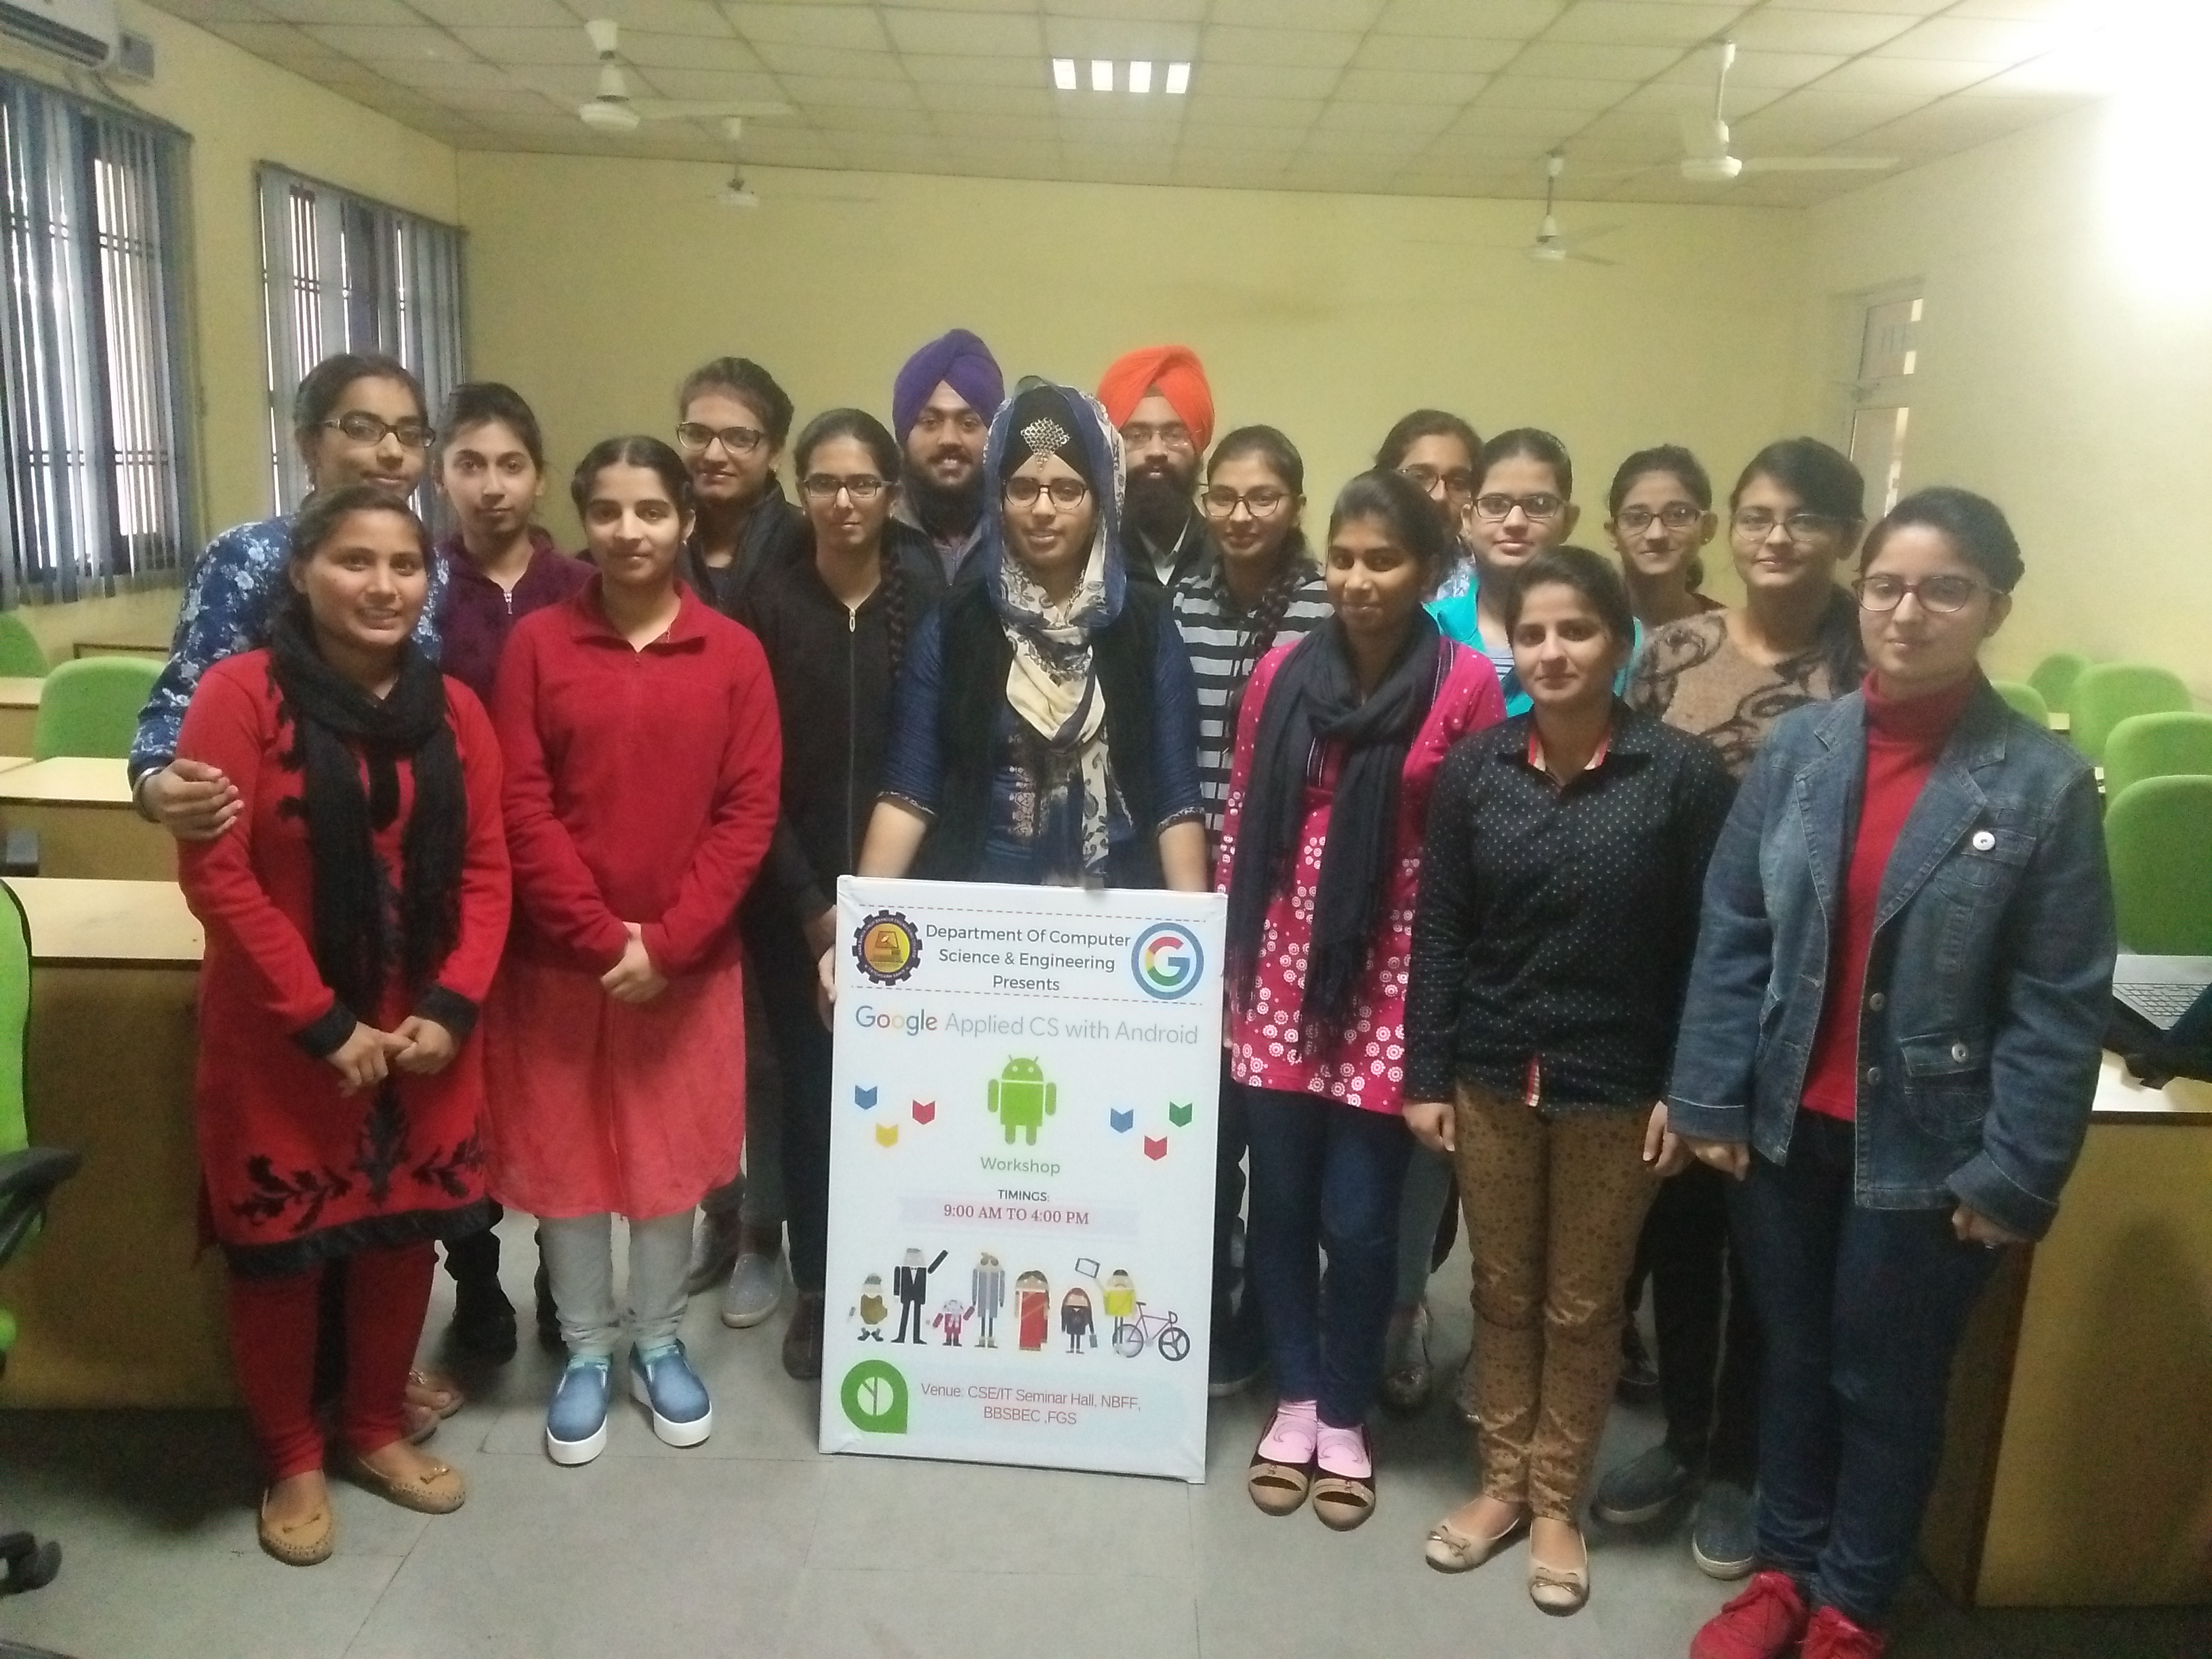 Department Of Computer
Science & Engineering
Presents
Google Applied CS with Android
Workshop
TIMINGS:
9:00 AM TO 4:00 PM
Venue: CSE/IT Seminar Hall, NBFF,
BBSBEC ,FGS